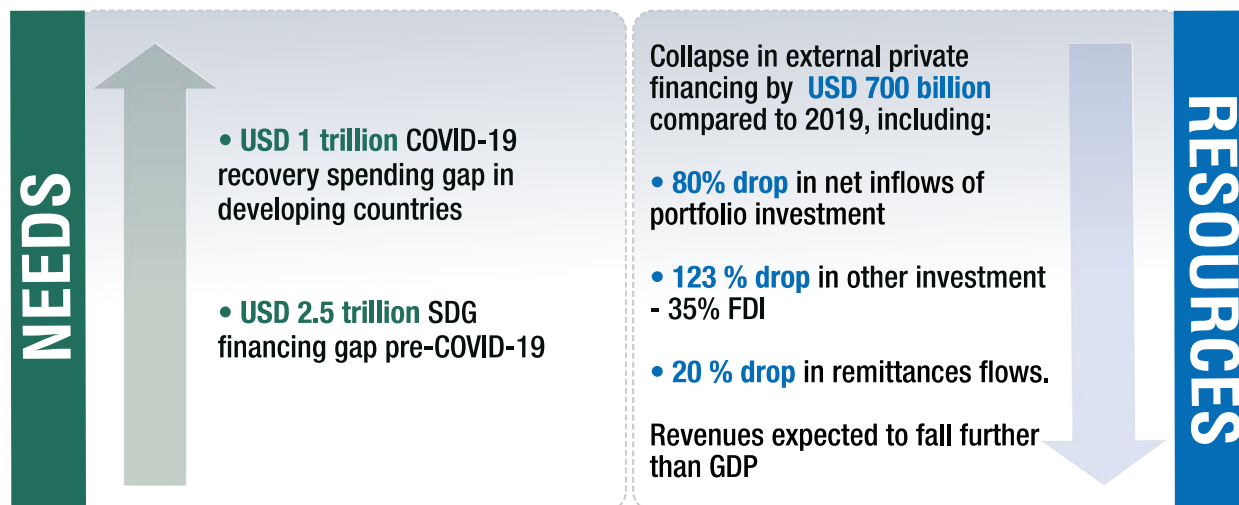 NEEDS
• USD 1 trillion COVID-19
recovery spending gap in
developing countries
• USD 2.5 trillion SDG
financing gap pre-COVID-19
Collapse in external private
financing by USD 700 billion
compared to 2019, including:
• 80% drop in net inflows of
portfolio investment
• 123 % drop in other investment
- 35% FDI
• 20 % drop in remittances flows.
Revenues expected to fall further
than GDP
RESOURCES